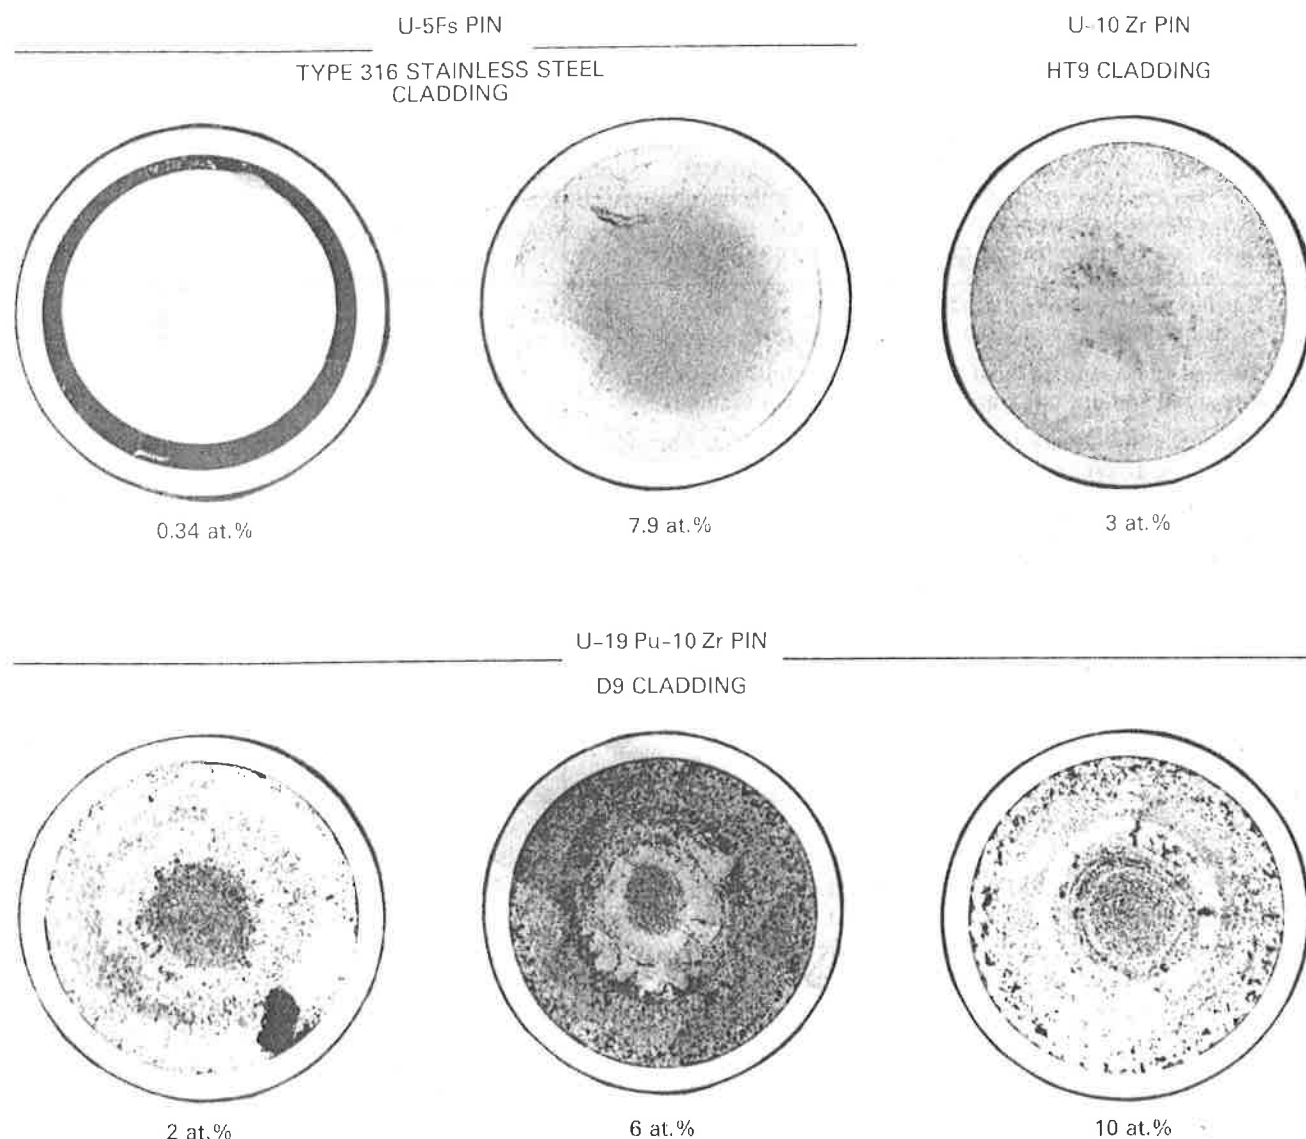 U-5Fs PIN
U-10 Zr PIN
TYPE 316 STAINLESS STEEL
CLADDING
HT9 CLADDING
0.34 at.%
7.9 at.%
3 at.%
U-19 Pu-10 Zr PIN
D9 CLADDING
2 at.%
6 at.%
10 at.%